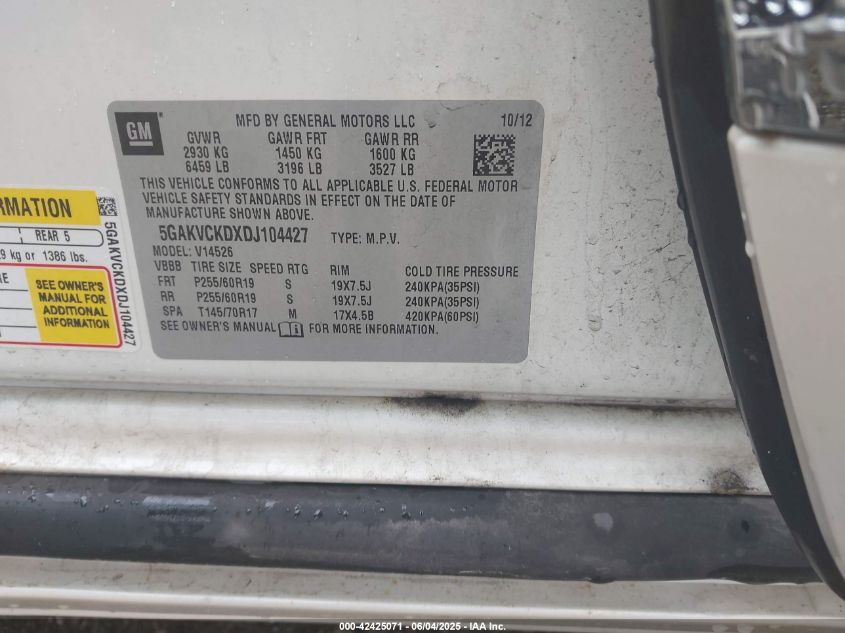 GM
MFD BY GENERAL MOTORS LLC 10/12
GVWR GAWR FRT GAWR RR
2930 KG 1450 KG 1600 KG
6459 LB 3196 LB 3527 LB
THIS VEHICLE CONFORMS TO ALL APPLICABLE U.S. FEDERAL MOTOR
VEHICLE SAFETY STANDARDS IN EFFECT ON THE DATE OF
MANUFACTURE SHOWN ABOVE.
5GAKVCKDXDJ104427 TYPE: M.P.V.
MODEL: V14526
VBBB TIRE SIZE SPEED RTG RIM COLD TIRE PRESSURE
FRT P255/60R19 S 19X7.5J 240KPA(35PSI)
RR P255/60R19 S 19X7.5J 240KPA(35PSI)
SPA T145/70R17 M 17X4.5B 420KPA(60PSI)
SEE OWNER'S MANUAL FOR MORE INFORMATION.
RMATION
REAR 5
9 kg or 1386 lbs.
SEE OWNER'S
MANUAL FOR
ADDITIONAL
INFORMATION
5GAKVCKDXDJ104427
000-42425071 - 06/04/2025 - IAA Inc.